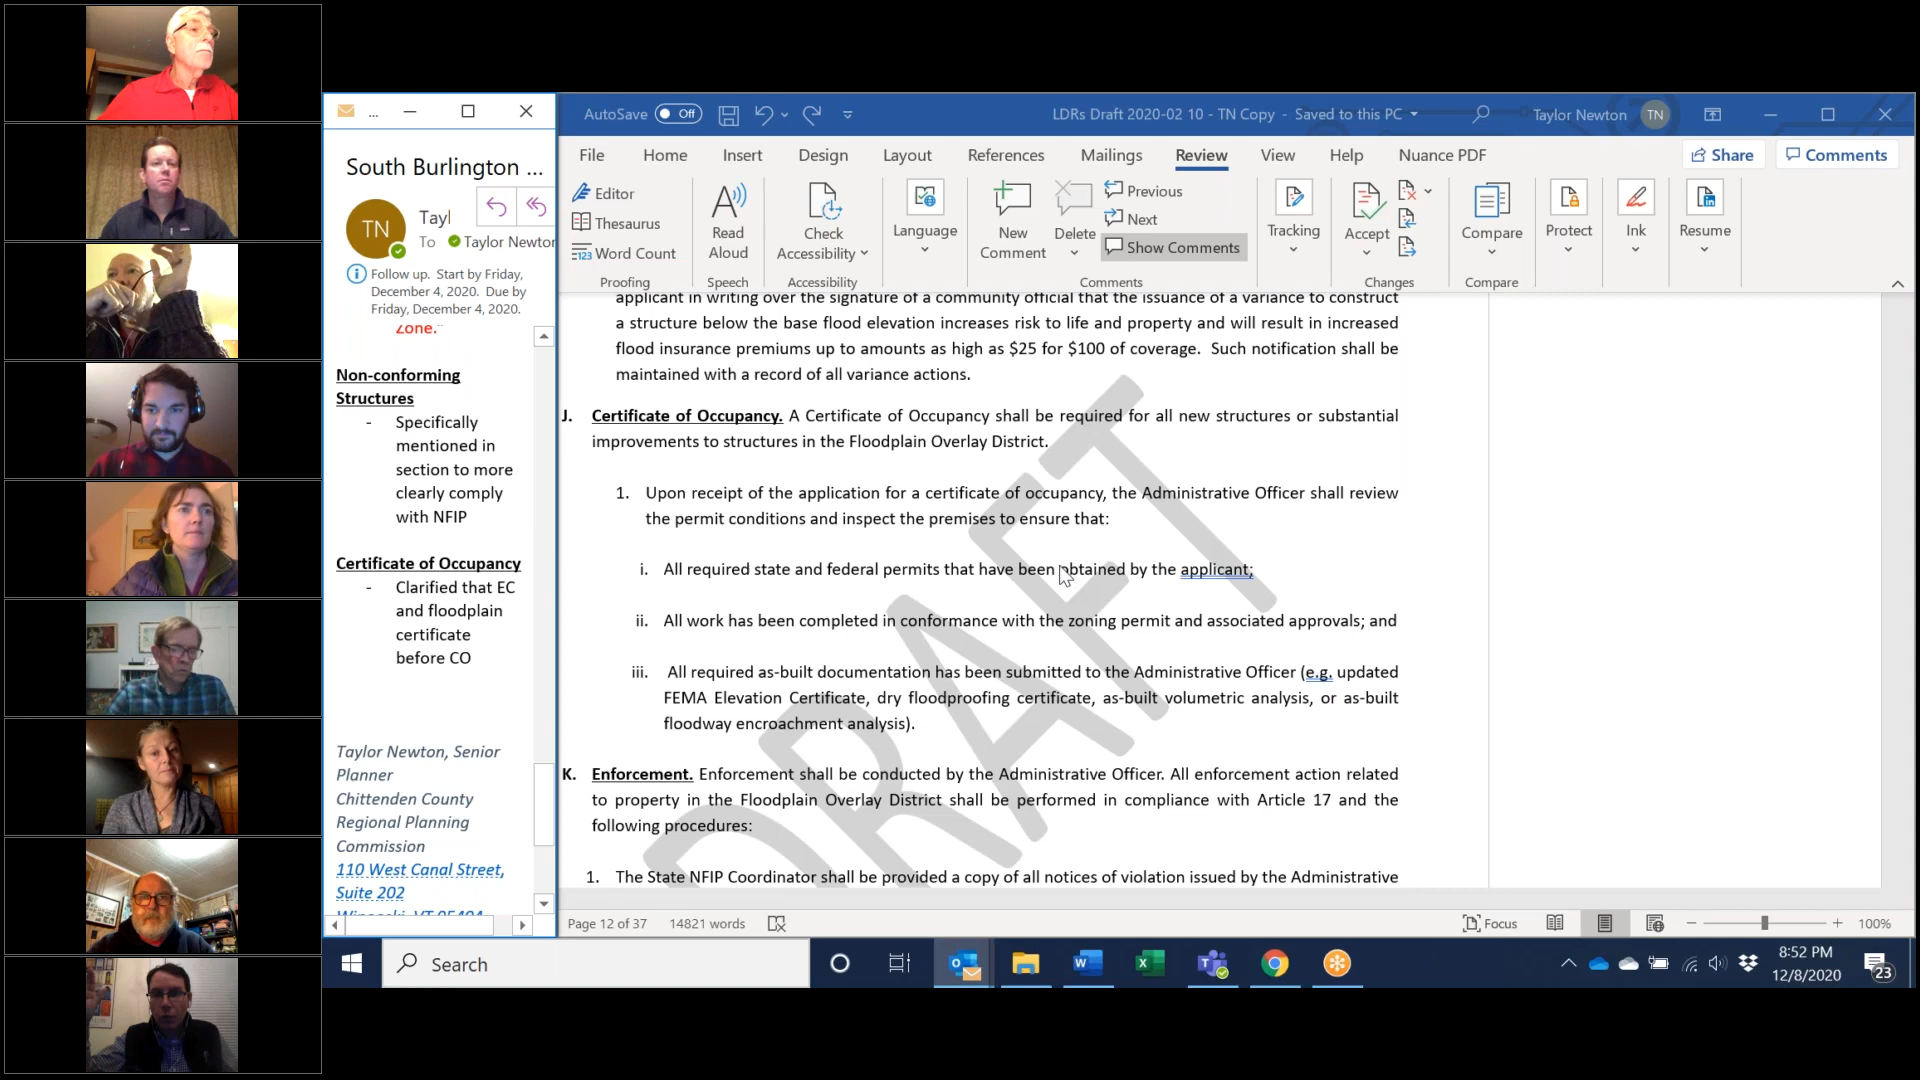 ...
South Burlington ...
TN
Tayl
To Taylor Newton
Follow up. Start by Friday,
December 4, 2020. Due by
Friday, December 4, 2020.
zone."
Non-conforming
Structures
- Specifically
mentioned in
section to more
clearly comply
with NFIP
Certificate of Occupancy
- Clarified that EC
and floodplain
certificate
before CO
Taylor Newton, Senior
Planner
Chittenden County
Regional Planning
Commission
110 West Canal Street,
Suite 202
Winooski, VT 05404
AutoSave Off LDRs Draft 2020-02 10 - TN Copy - Saved to this PC Taylor Newton TN
File Home Insert Design Layout References Mailings Review View Help Nuance PDF Share Comments
Editor
Thesaurus
123 Word Count
Proofing
Read
Aloud
Speech
Check
Accessibility
Accessibility
Language
New
Comment
Delete
Previous
Next
Show Comments
Comments
Tracking
Accept
Changes
Compare
Compare
Protect
Ink
Resume
applicant in writing over the signature of a community official that the issuance of a variance to construct
a structure below the base flood elevation increases risk to life and property and will result in increased
flood insurance premiums up to amounts as high as $25 for $100 of coverage. Such notification shall be
maintained with a record of all variance actions.
J. Certificate of Occupancy. A Certificate of Occupancy shall be required for all new structures or substantial
improvements to structures in the Floodplain Overlay District.
1. Upon receipt of the application for a certificate of occupancy, the Administrative Officer shall review
the permit conditions and inspect the premises to ensure that:
i. All required state and federal permits that have been obtained by the applicant;
ii. All work has been completed in conformance with the zoning permit and associated approvals; and
iii. All required as-built documentation has been submitted to the Administrative Officer (e.g. updated
FEMA Elevation Certificate, dry floodproofing certificate, as-built volumetric analysis, or as-built
floodway encroachment analysis).
K. Enforcement. Enforcement shall be conducted by the Administrative Officer. All enforcement action related
to property in the Floodplain Overlay District shall be performed in compliance with Article 17 and the
following procedures:
1. The State NFIP Coordinator shall be provided a copy of all notices of violation issued by the Administrative
DRAFT
Page 12 of 37 14821 words Focus 100%
Search
8:52 PM
12/8/2020
23